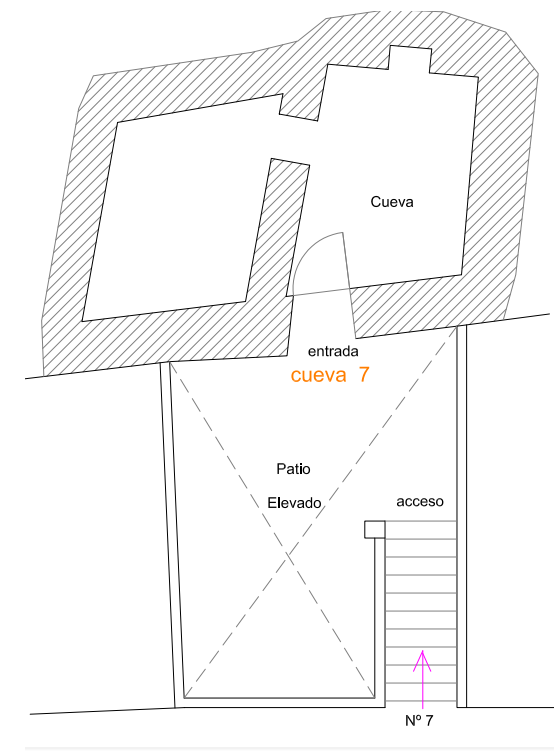 Cueva
entrada
cueva 7
Patio
Elevado
acceso
Nº 7